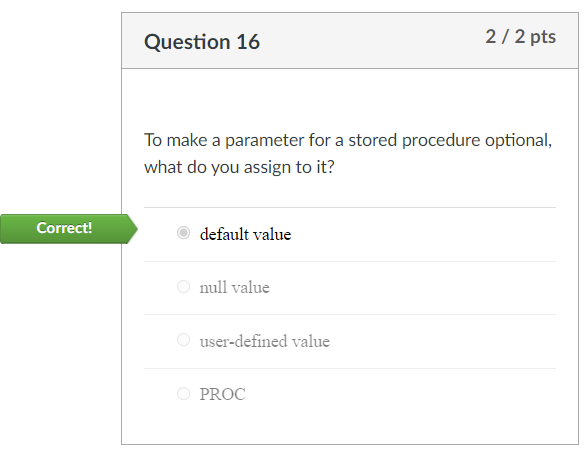 Question 16
2 / 2 pts
To make a parameter for a stored procedure optional,
what do you assign to it?
Correct!
default value
null value
user-defined value
PROC